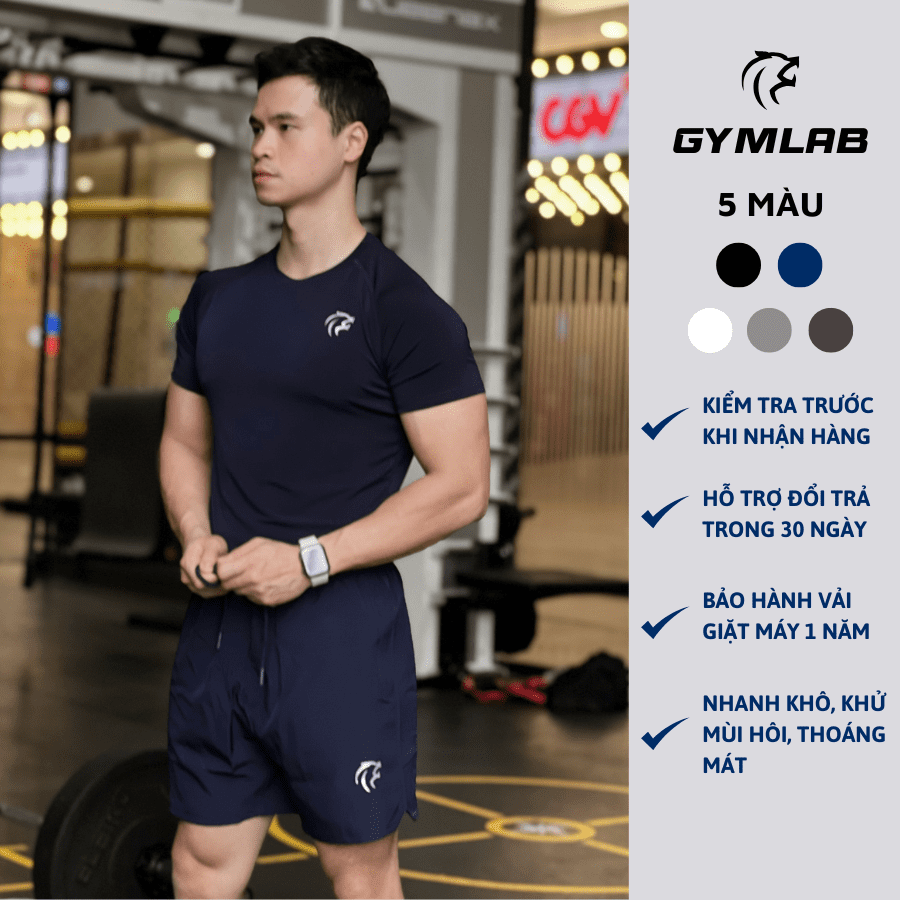 CGV
GYMLAB
5 MÀU
KIỂM TRA TRƯỚC
KHI NHẬN HÀNG
HỖ TRỢ ĐỔI TRẢ
TRONG 30 NGÀY
BẢO HÀNH VẢI
GIẶT MÁY 1 NĂM
NHANH KHÔ, KHỬ
MÙI HÔI, THOÁNG
MÁT